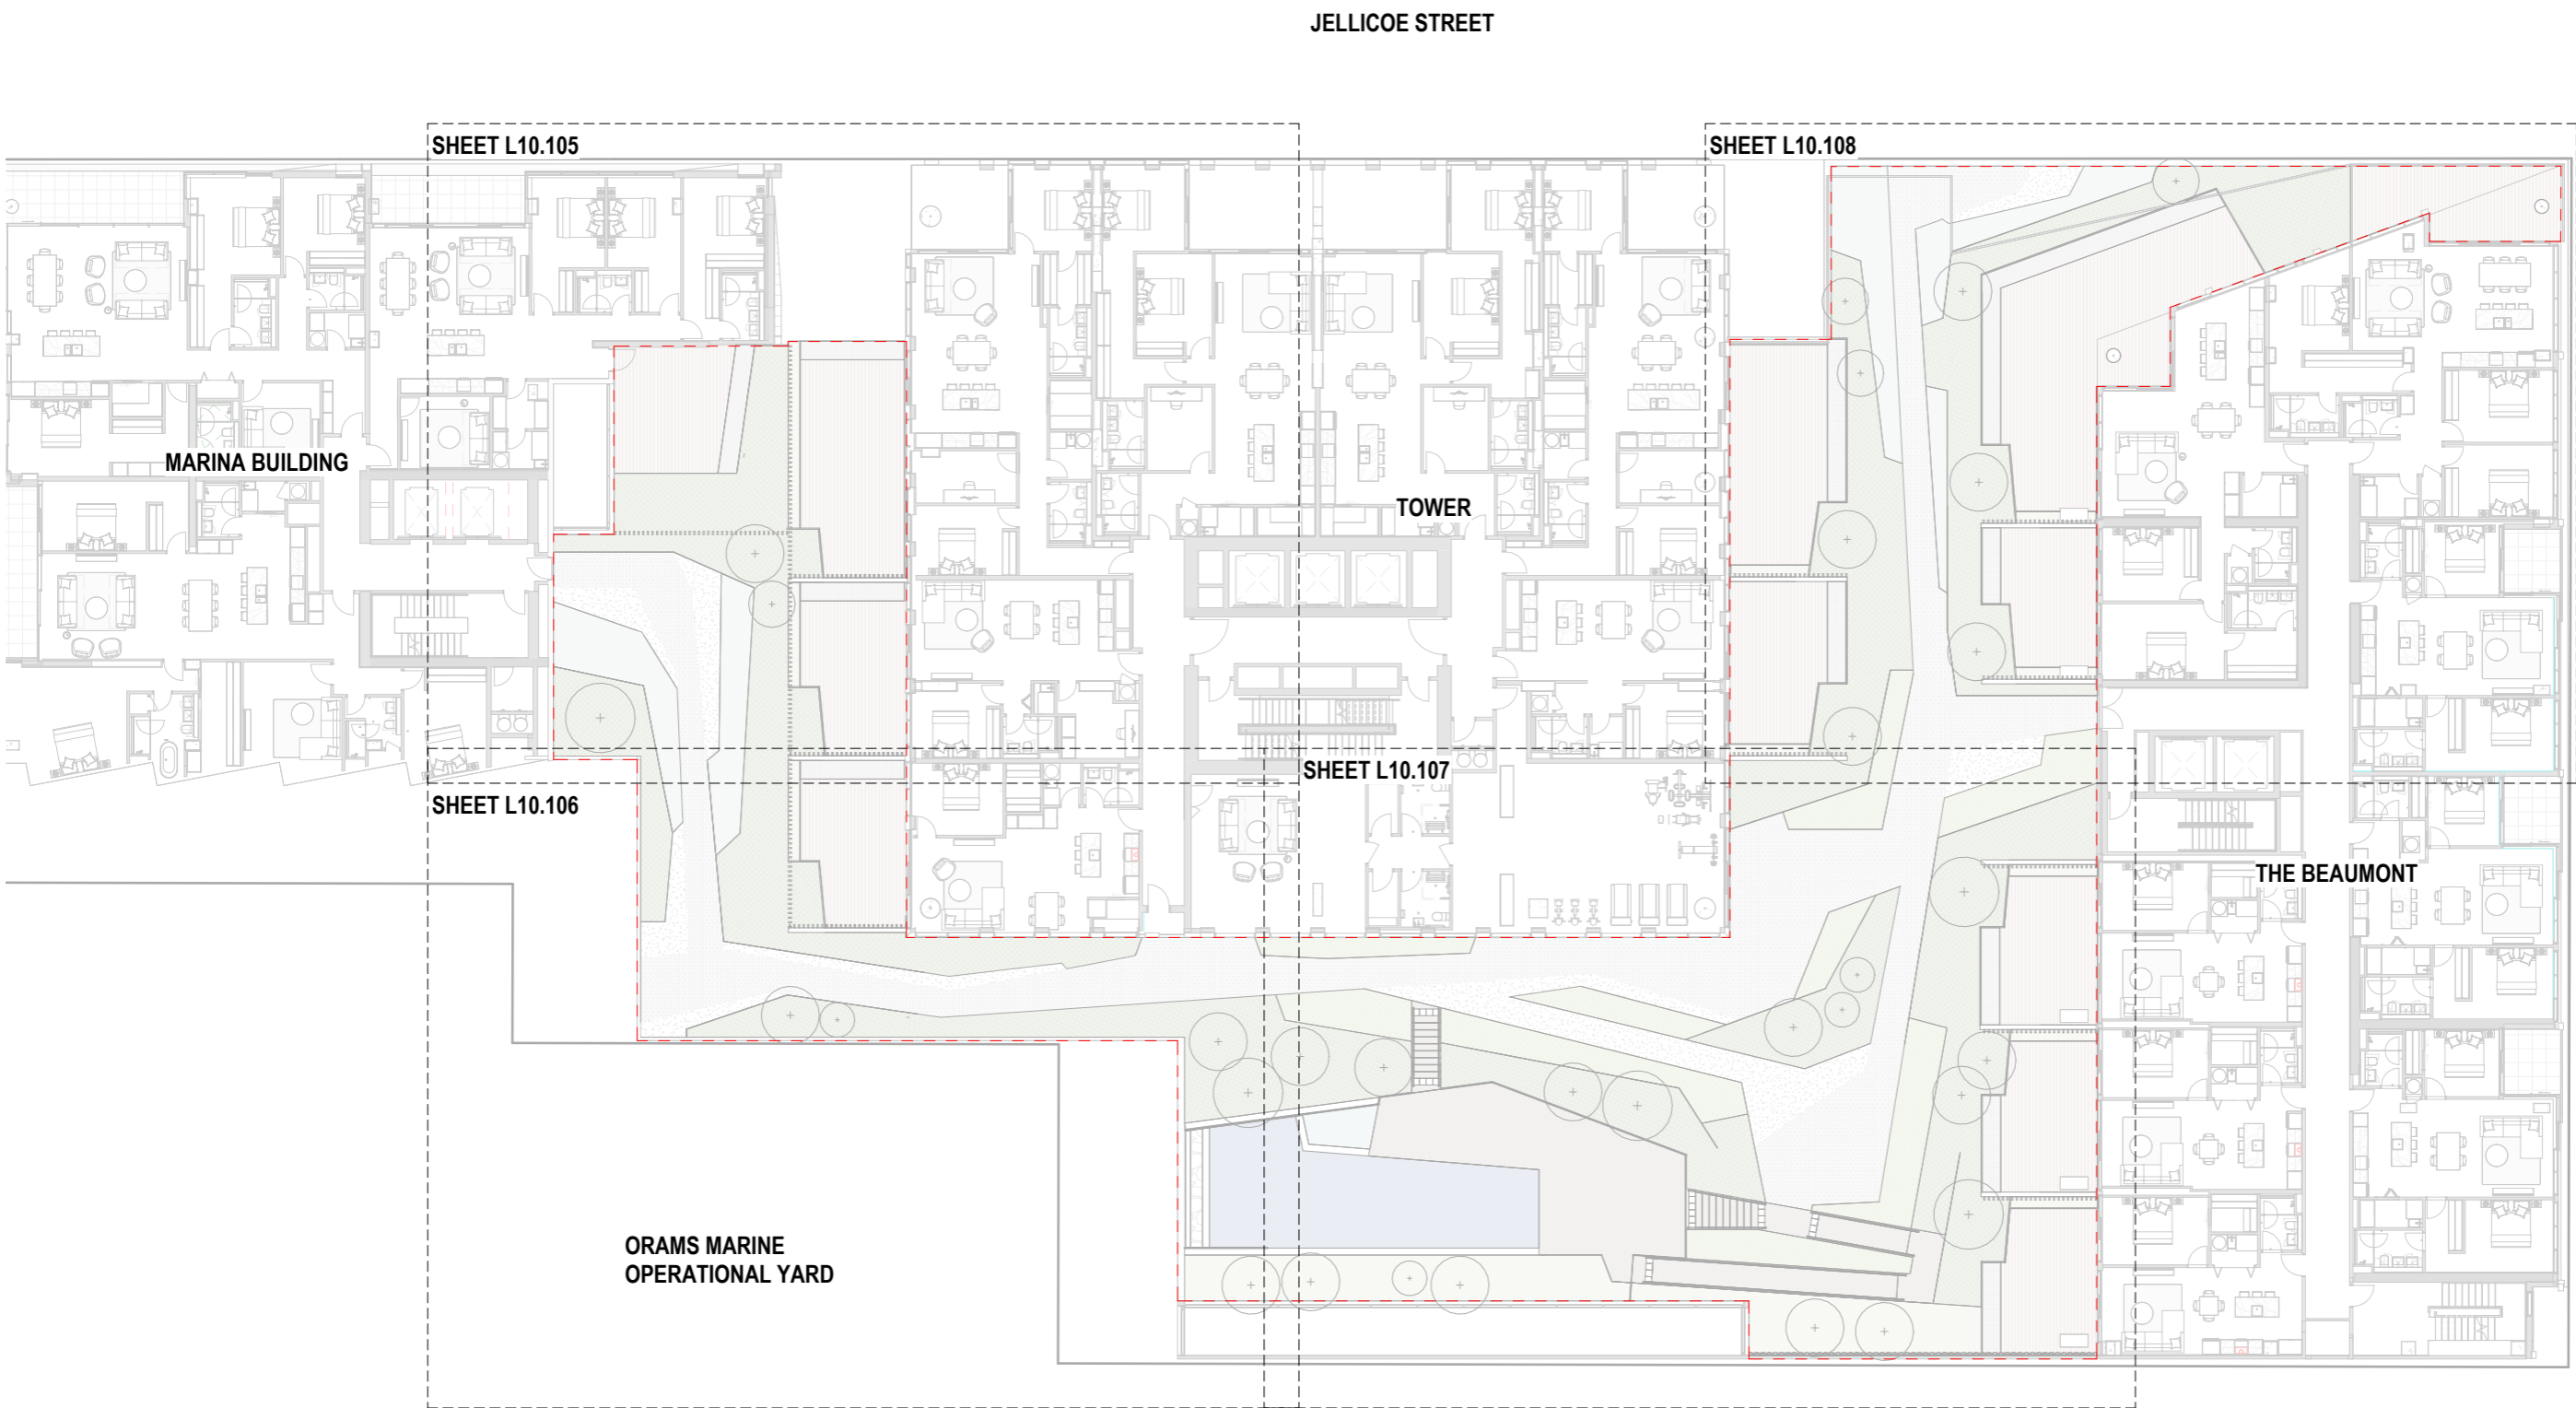 JELLICOE STREET
SHEET L10.105
SHEET L10.108
MARINA BUILDING
TOWER
SHEET L10.107
SHEET L10.106
THE BEAUMONT
ORAMS MARINE
OPERATIONAL YARD